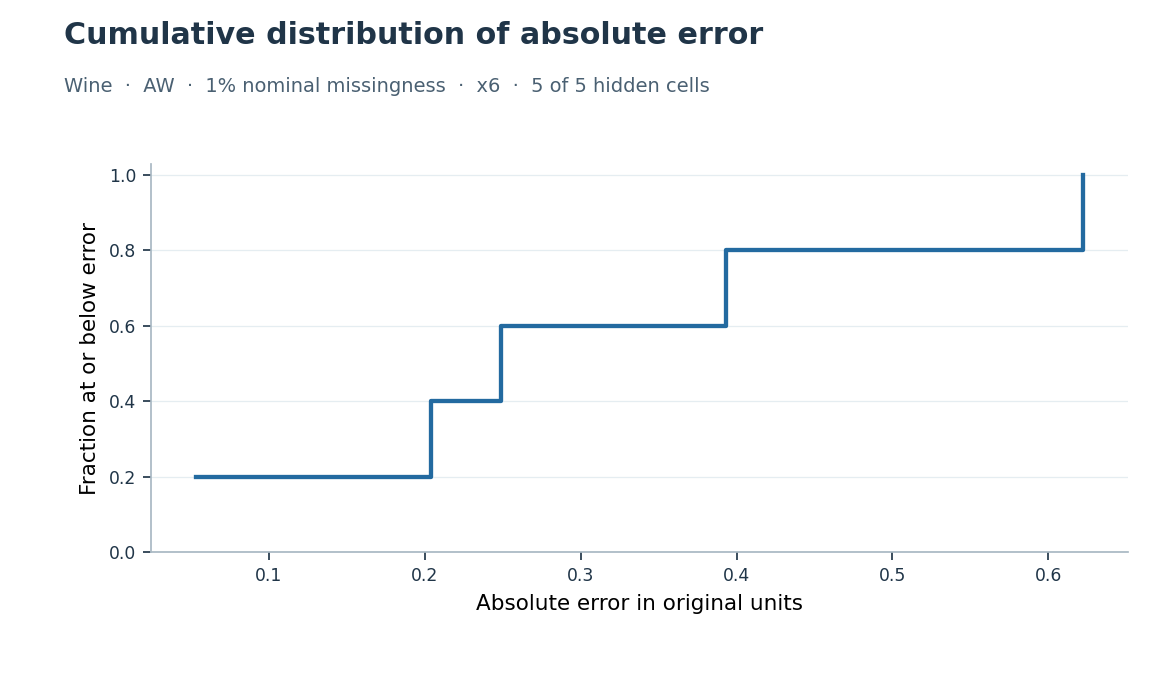 Cumulative distribution of absolute error
Wine · AW · 1% nominal missingness · x6 · 5 of 5 hidden cells
Fraction at or below error
1.0
0.8
0.6
0.4
0.2
0.0
0.1 0.2 0.3 0.4 0.5 0.6
Absolute error in original units